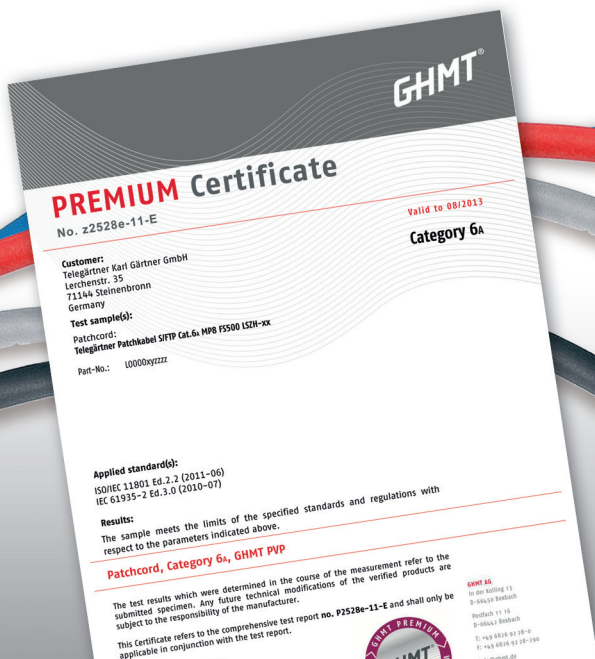 GHMT®
PREMIUM Certificate
No. z2528e-11-E
Valid to 08/2013
Category 6A
Customer:
Telegärtner Karl Gärtner GmbH
Lerchenstr. 35
71144 Steinenbronn
Germany
Test sample(s):
Patchcord:
Telegärtner Patchkabel S/FTP Cat.6A MP8 FS500 LSZH-xx
Part-No.: L0000xyzzzz
Applied standard(s):
ISO/IEC 11801 Ed.2.2 (2011-06)
IEC 61935-2 Ed.3.0 (2010-07)
Results:
The sample meets the limits of the specified standards and regulations with
respect to the parameters indicated above.
Patchcord, Category 6A, GHMT PVP
The test results which were determined in the course of the measurement refer to the
submitted specimen. Any future technical modifications of the verified products are
subject to the responsibility of the manufacturer.
This Certificate refers to the comprehensive test report no. P2528e-11-E and shall only be
applicable in conjunction with the test report.
GHMT PREMIUM
GHMT
GHMT AG
In der Kolling 13
D-66450 Bexbach
Postfach 11 16
D-66442 Bexbach
T: +49 6826 92 28-0
F: +49 6826 92 28-290